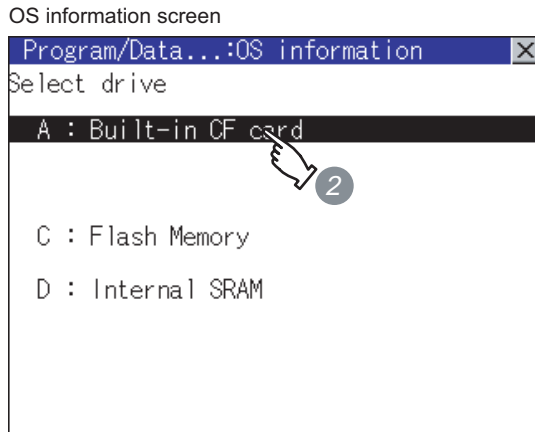 OS information screen
Program/Data...:OS information
Select drive
A : Built-in CF card
2
C : Flash Memory
D : Internal SRAM